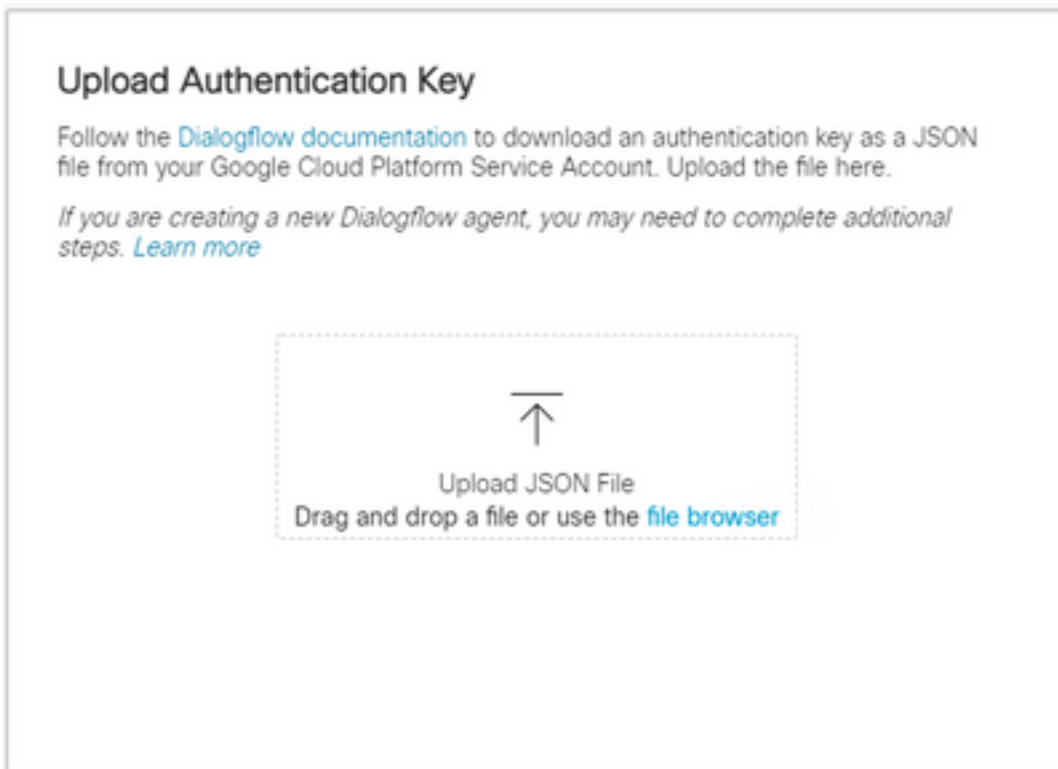 Upload Authentication Key
Follow the Dialogflow documentation to download an authentication key as a JSON
file from your Google Cloud Platform Service Account. Upload the file here.
If you are creating a new Dialogflow agent, you may need to complete additional
steps. Learn more
Upload JSON File
Drag and drop a file or use the file browser